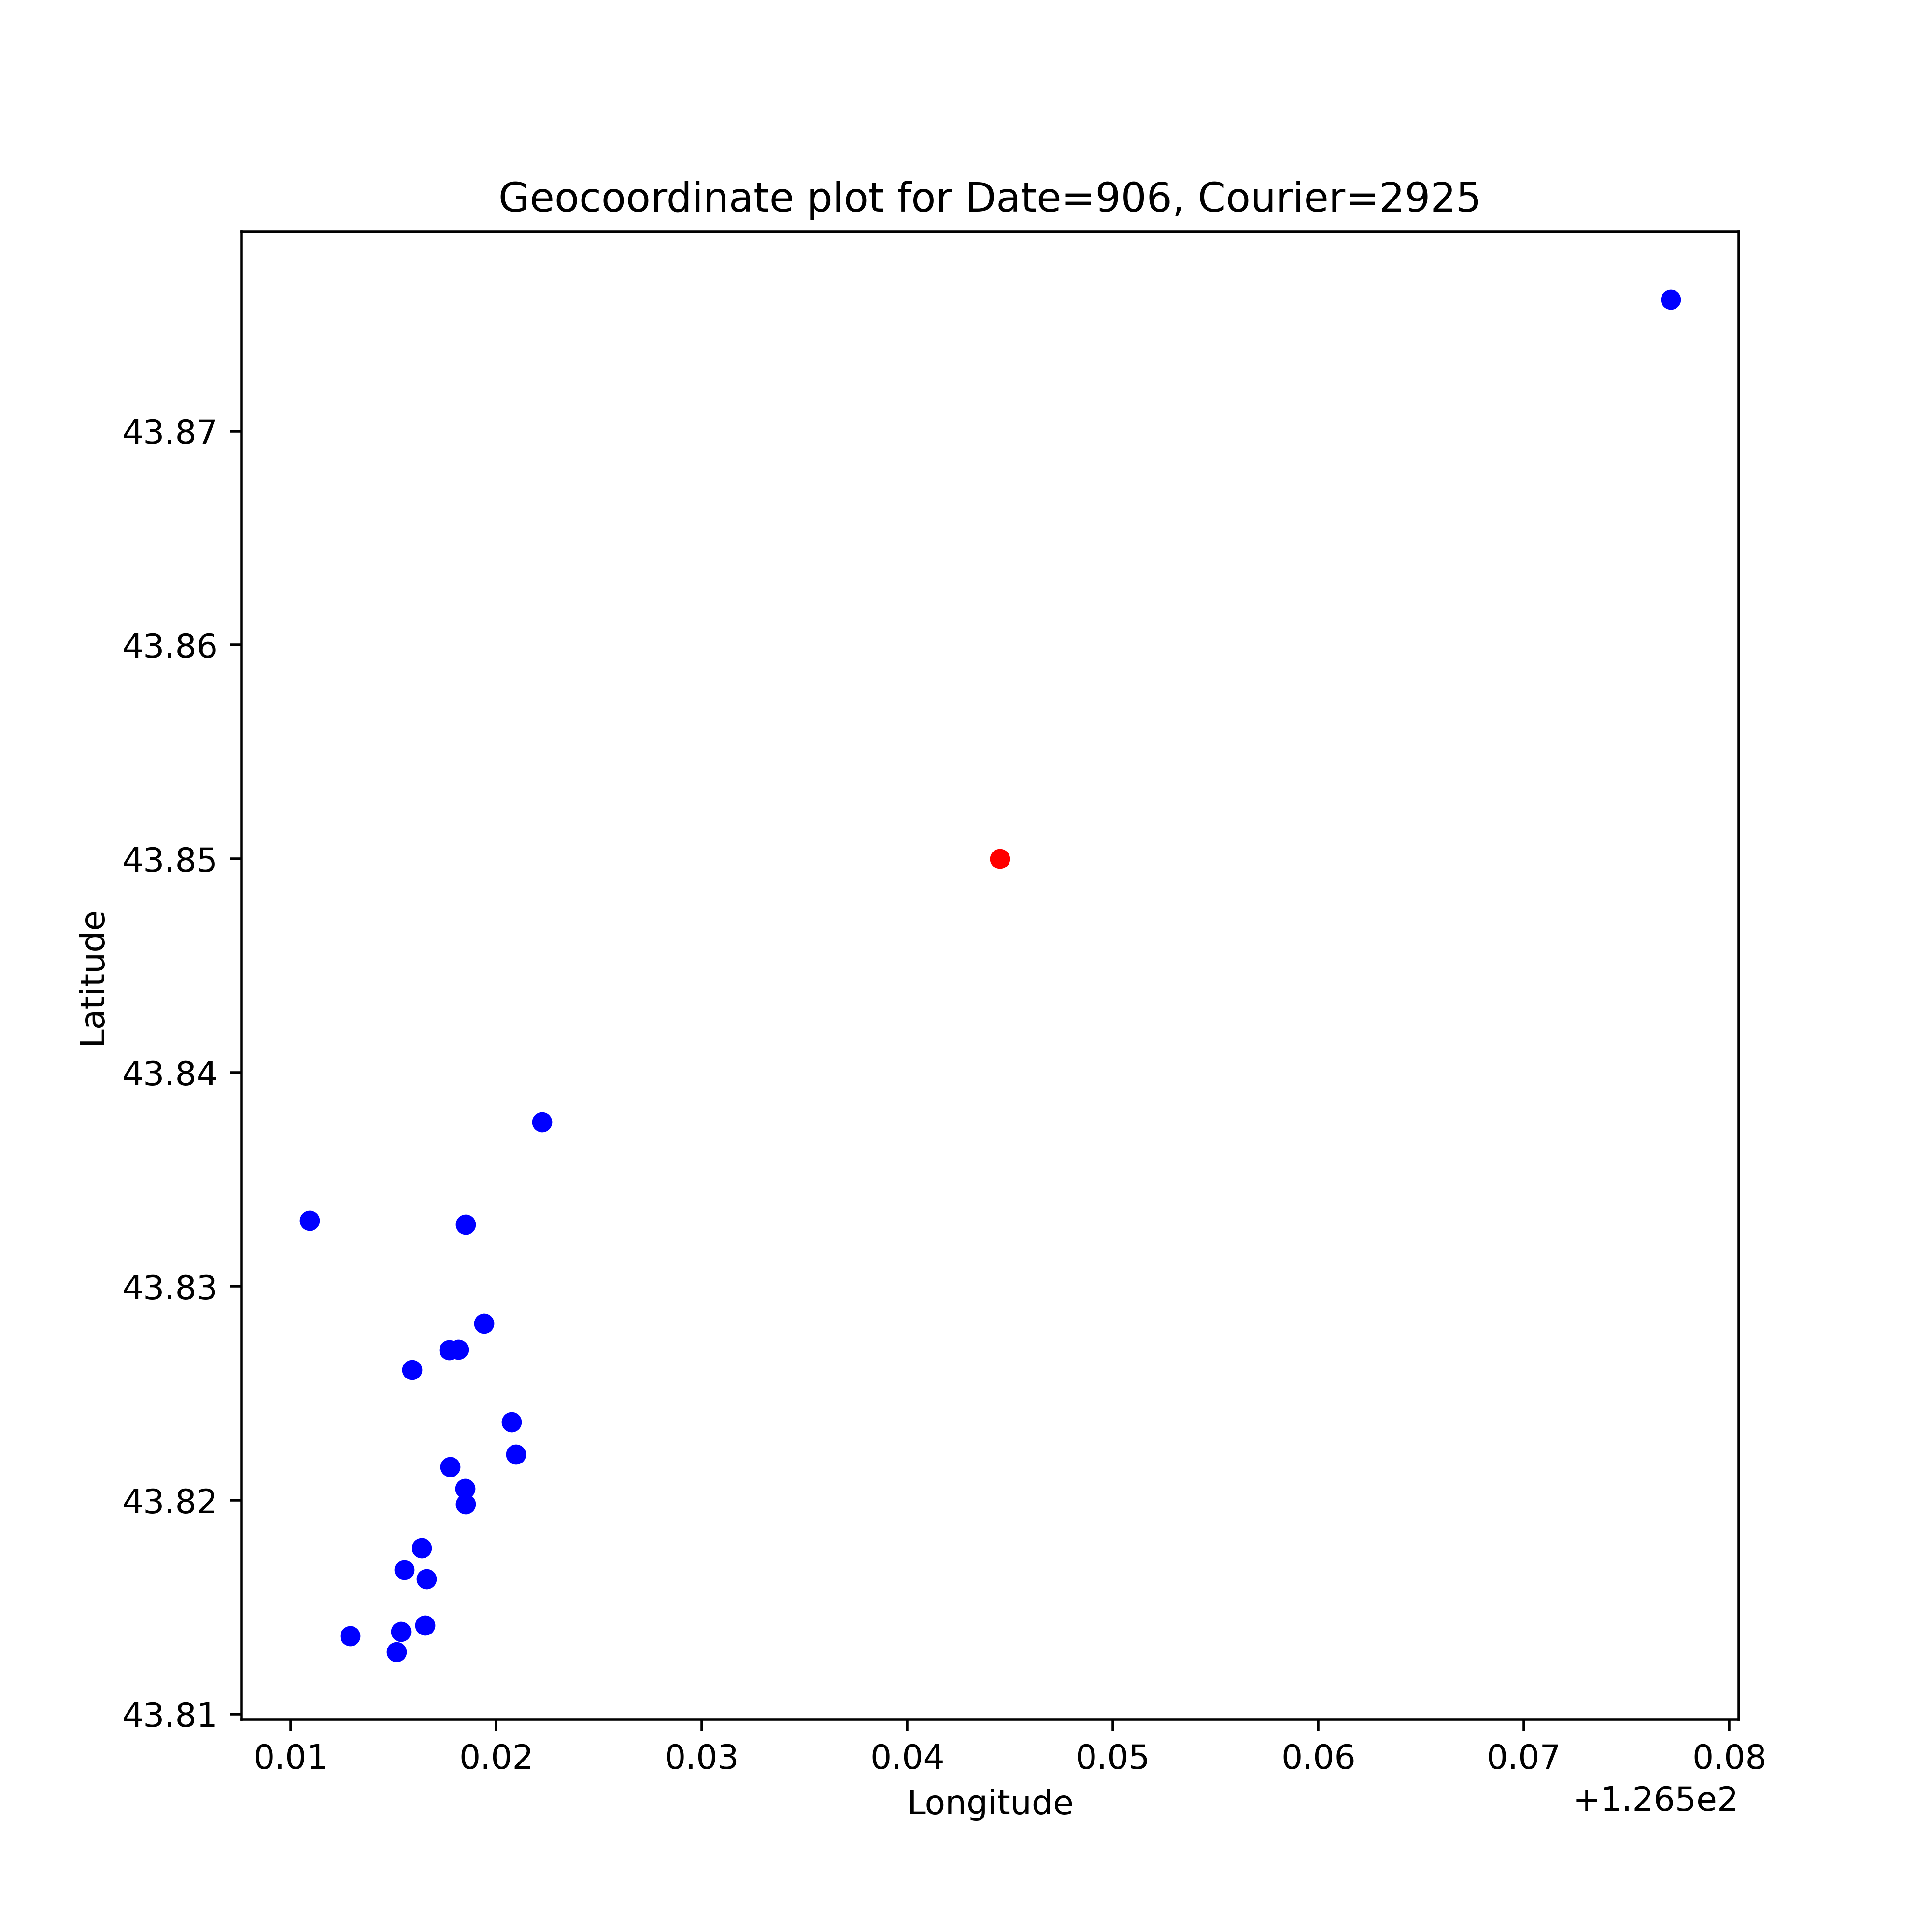 Geocoordinate plot for Date=906, Courier=2925
43.87
43.86
43.85
43.84
43.83
43.82
43.81
Latitude
0.01 0.02 0.03 0.04 0.05 0.06 0.07 0.08
Longitude
+1.265e2